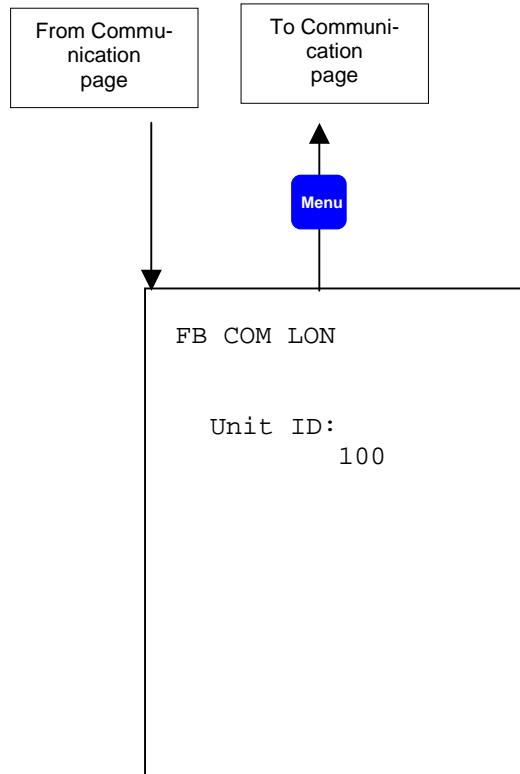 From Commu-
nication
page
To Communi-
cation
page
Menu
FB COM LON
Unit ID:
100